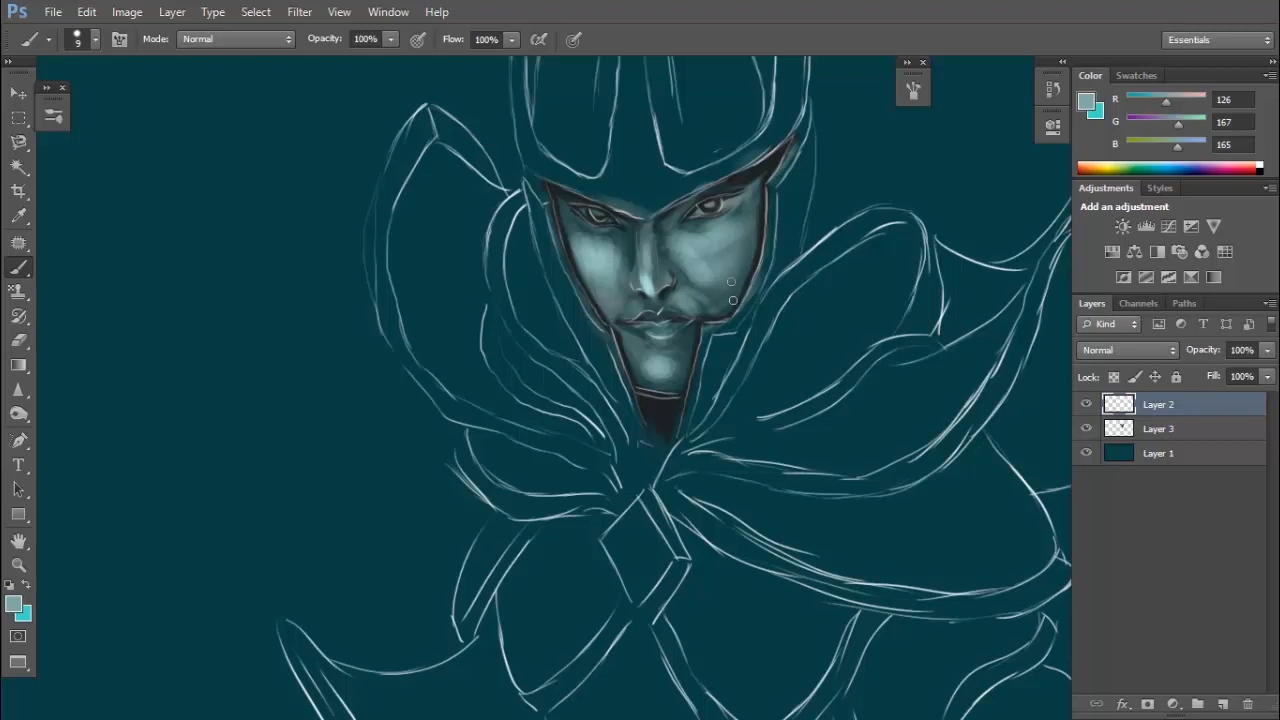 Ps File Edit Image Layer Type Select Filter View Window Help
9 Mode: Normal Opacity: 100% Flow: 100% Essentials
Color Swatches
R 126
G 167
B 165
Adjustments Styles
Add an adjustment
Layers Channels Paths
Kind T
Normal Opacity: 100%
Lock: Fill: 100%
Layer 2
Layer 3
Layer 1
T
fx